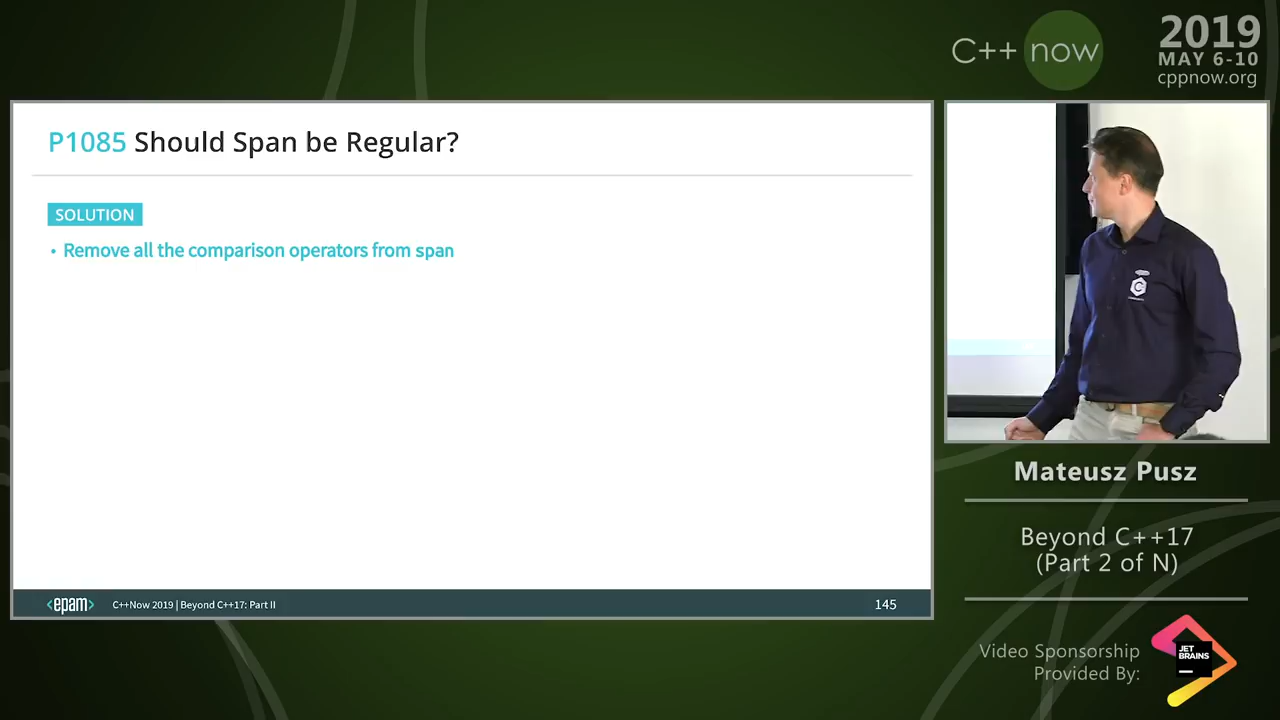 C++ now
2019
MAY 6-10
cppnow.org
P1085 Should Span be Regular?
SOLUTION
• Remove all the comparison operators from span
<epam>
C++Now 2019 | Beyond C++17: Part II
145
C
Mateusz Pusz
Beyond C++17
(Part 2 of N)
Video Sponsorship
Provided By:
JET
BRAINS